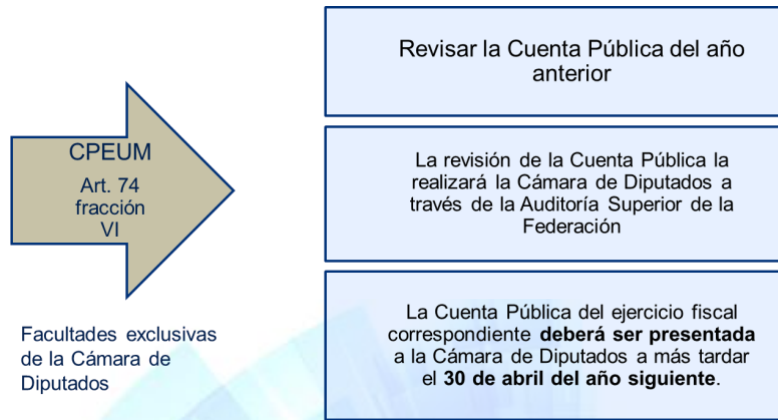 CPEUM
Art. 74
fracción
VI
Facultades exclusivas
de la Cámara de
Diputados
Revisar la Cuenta Pública del año
anterior
La revisión de la Cuenta Pública la
realizará la Cámara de Diputados a
través de la Auditoría Superior de la
Federación
La Cuenta Pública del ejercicio fiscal
correspondiente deberá ser presentada
a la Cámara de Diputados a más tardar
el 30 de abril del año siguiente.